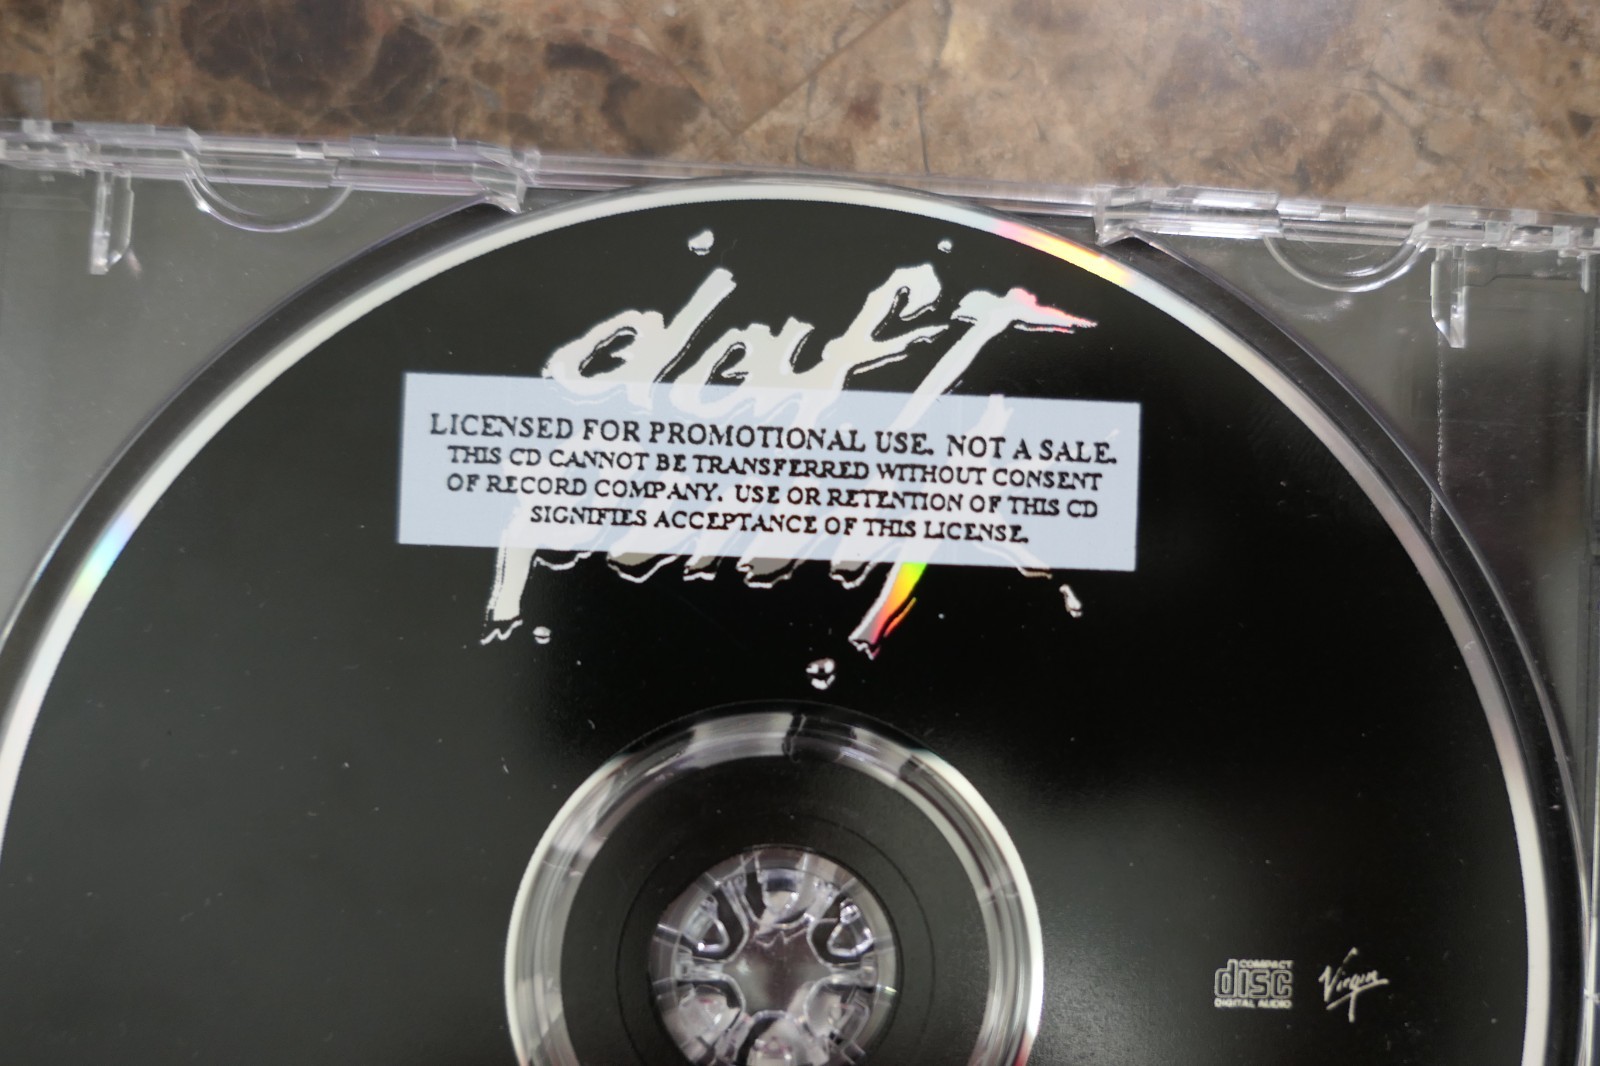 daft
LICENSED FOR PROMOTIONAL USE. NOT A SALE.
THIS CD CANNOT BE TRANSFERRED WITHOUT CONSENT
OF RECORD COMPANY. USE OR RETENTION OF THIS CD
SIGNIFIES ACCEPTANCE OF THIS LICENSE.
punk
COMPACT
disc
DIGITAL AUDIO
Virgin